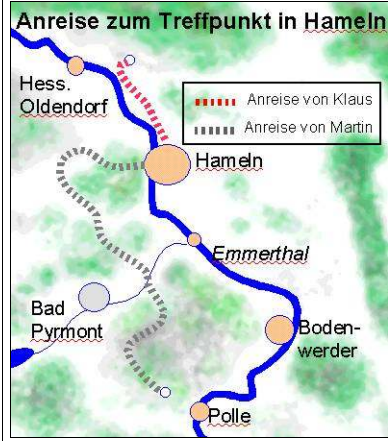 Anreise zum Treffpunkt in Hameln
Hess.
Oldendorf
Anreise von Klaus
Anreise von Martin
Hameln
Emmerthal
Bad
Pyrmont
Boden-
werder
Polle